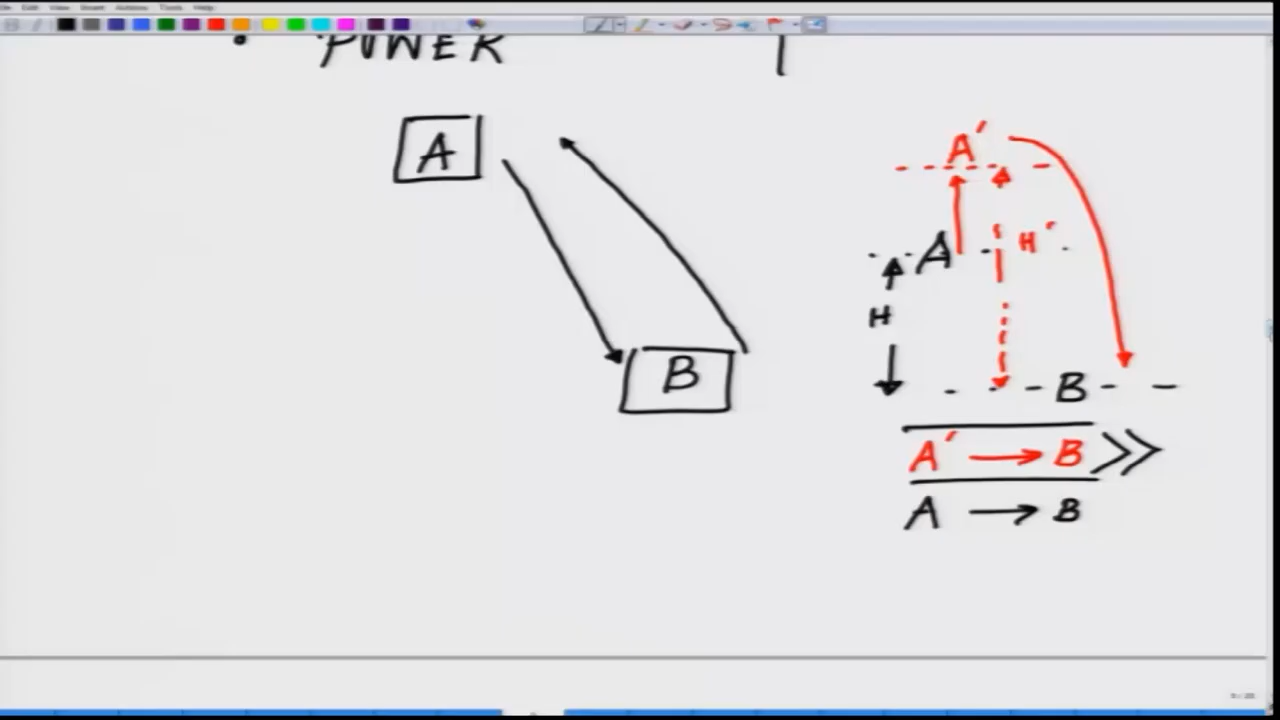 • POWER
A
B
A′
A
H′
H
B
A′ → B >>
A → B